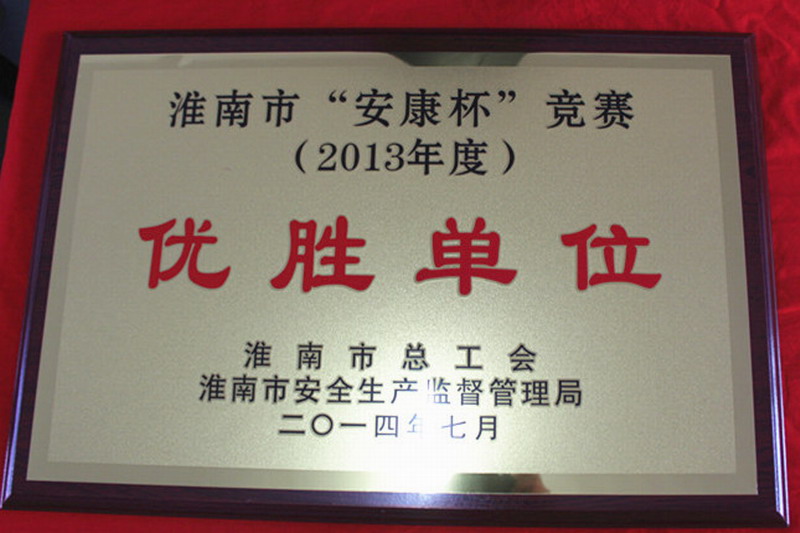 淮南市“安康杯”竞赛
（2013年度）
优胜单位
淮南市总工会
淮南市安全生产监督管理局
二〇一四年七月